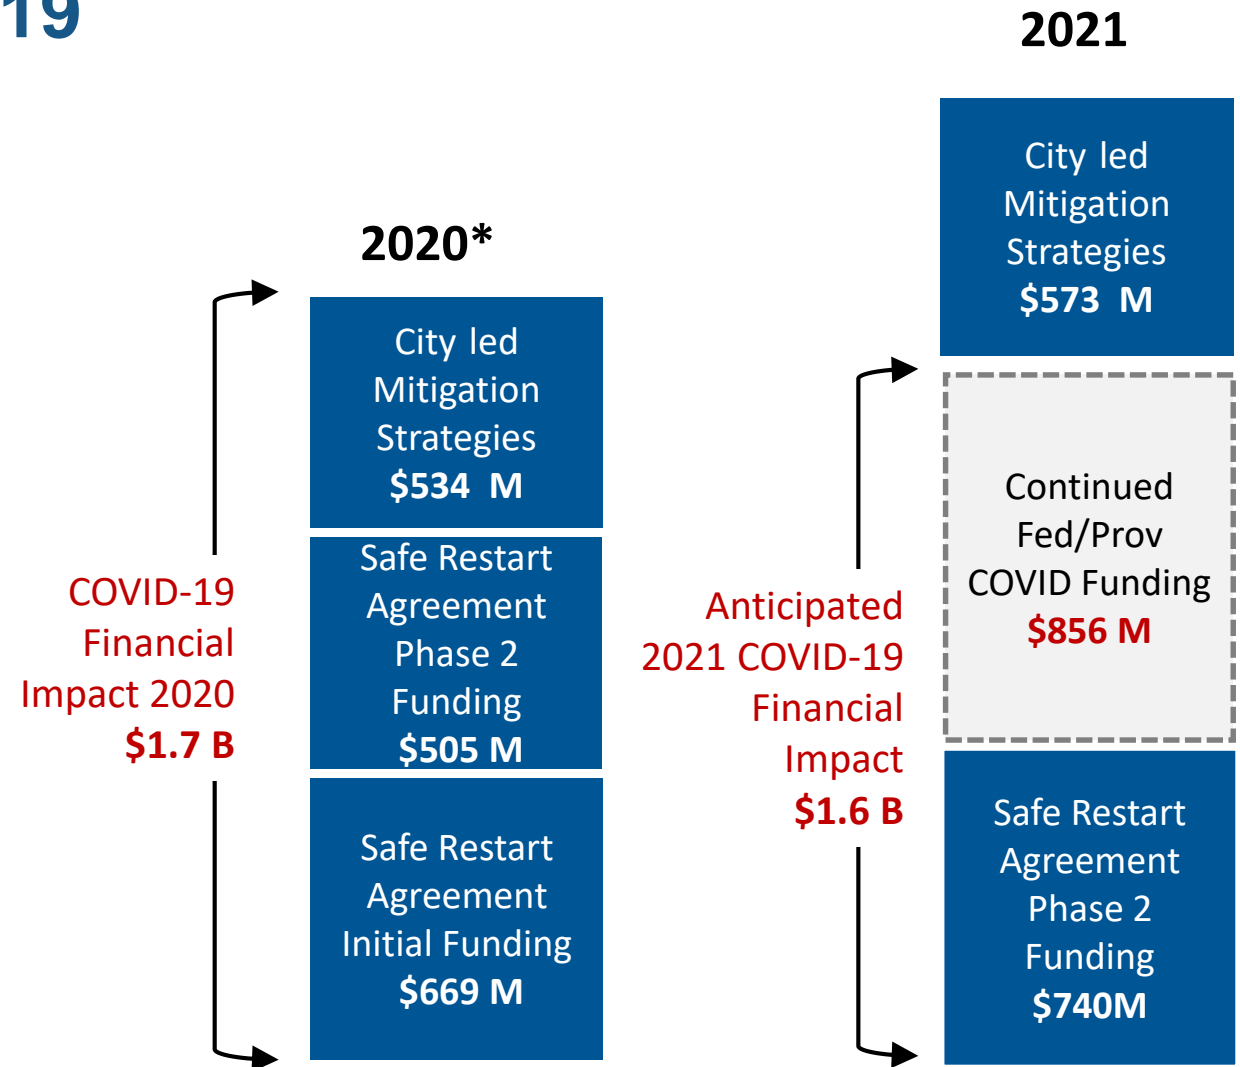 19
2020*
City led
Mitigation
Strategies
$534 M
Safe Restart
Agreement
Phase 2
Funding
$505 M
Safe Restart
Agreement
Initial Funding
$669 M
COVID-19
Financial
Impact 2020
$1.7 B
2021
City led
Mitigation
Strategies
$573 M
Continued
Fed/Prov
COVID Funding
$856 M
Safe Restart
Agreement
Phase 2
Funding
$740M
Anticipated
2021 COVID-19
Financial
Impact
$1.6 B